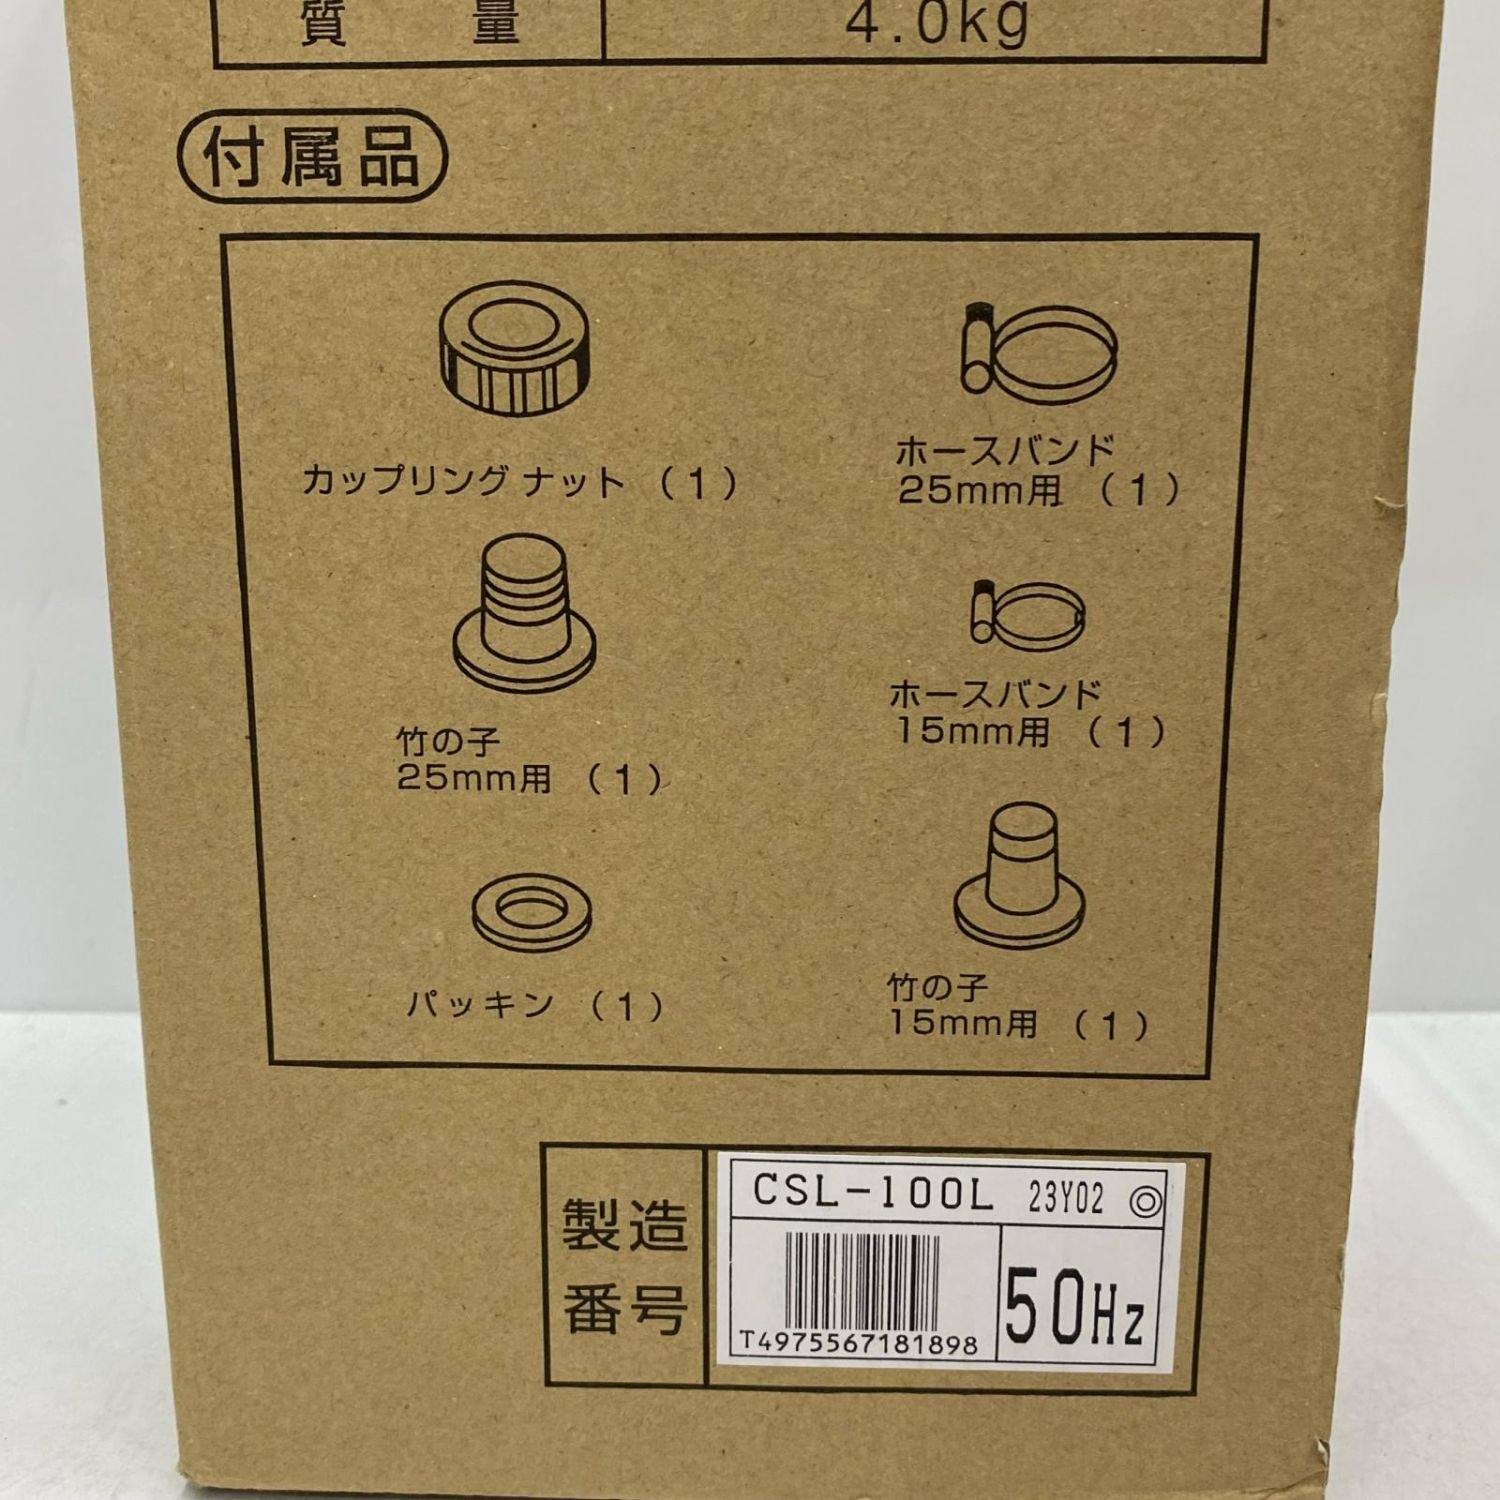 質量 4.0kg
付属品
カップリングナット （1）
ホースバンド
25mm用 （1）
竹の子
25mm用 （1）
ホースバンド
15mm用 （1）
パッキン （1）
竹の子
15mm用 （1）
製造
番号
CSL-100L 23Y02 ◎
T4975567181898
50Hz